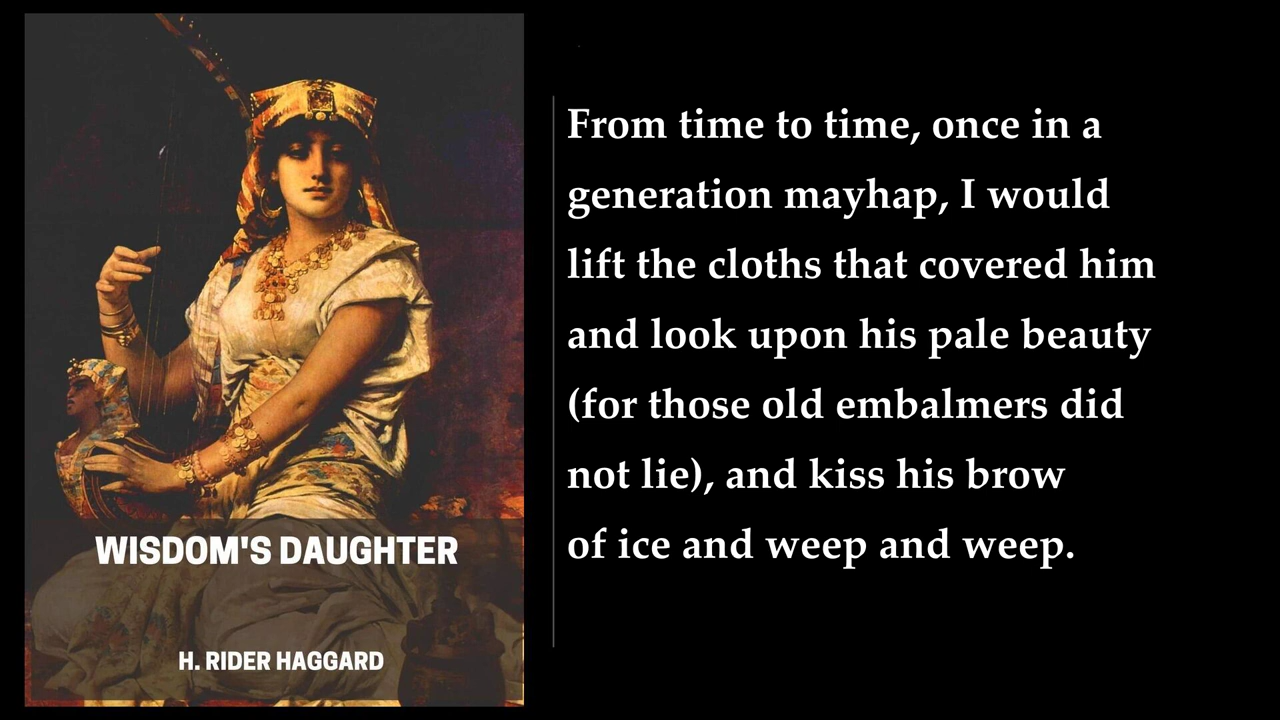 WISDOM'S DAUGHTER
H. RIDER HAGGARD
From time to time, once in a
generation mayhap, I would
lift the cloths that covered him
and look upon his pale beauty
(for those old embalmers did
not lie), and kiss his brow
of ice and weep and weep.